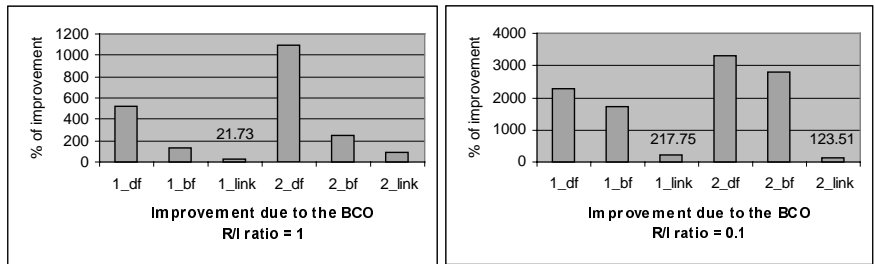 % of improvement
1200
1000
800
600
400
200
0
21.73
1_df 1_bf 1_link 2_df 2_bf 2_link
Improvement due to the BCO
R/I ratio = 1
% of improvement
4000
3000
2000
1000
0
217.75
123.51
1_df 1_bf 1_link 2_df 2_bf 2_link
Improvement due to the BCO
R/I ratio = 0.1